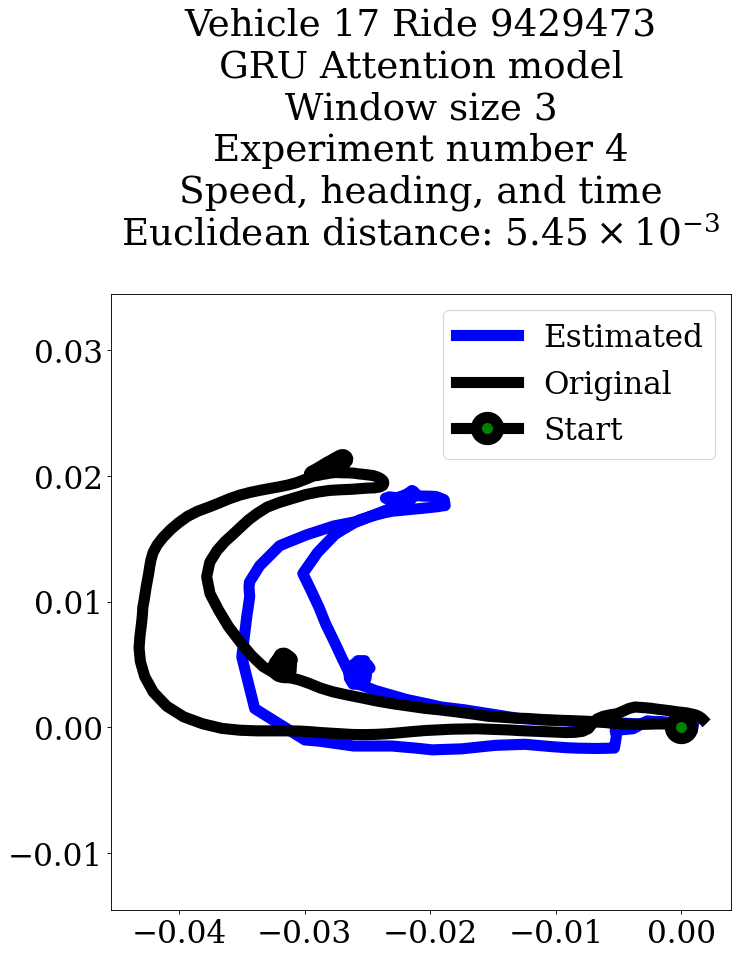 Vehicle 17 Ride 9429473
GRU Attention model
Window size 3
Experiment number 4
Speed, heading, and time
Euclidean distance: 5.45 × 10⁻³
Estimated
Original
Start
0.03
0.02
0.01
0.00
−0.01
−0.04 −0.03 −0.02 −0.01 0.00